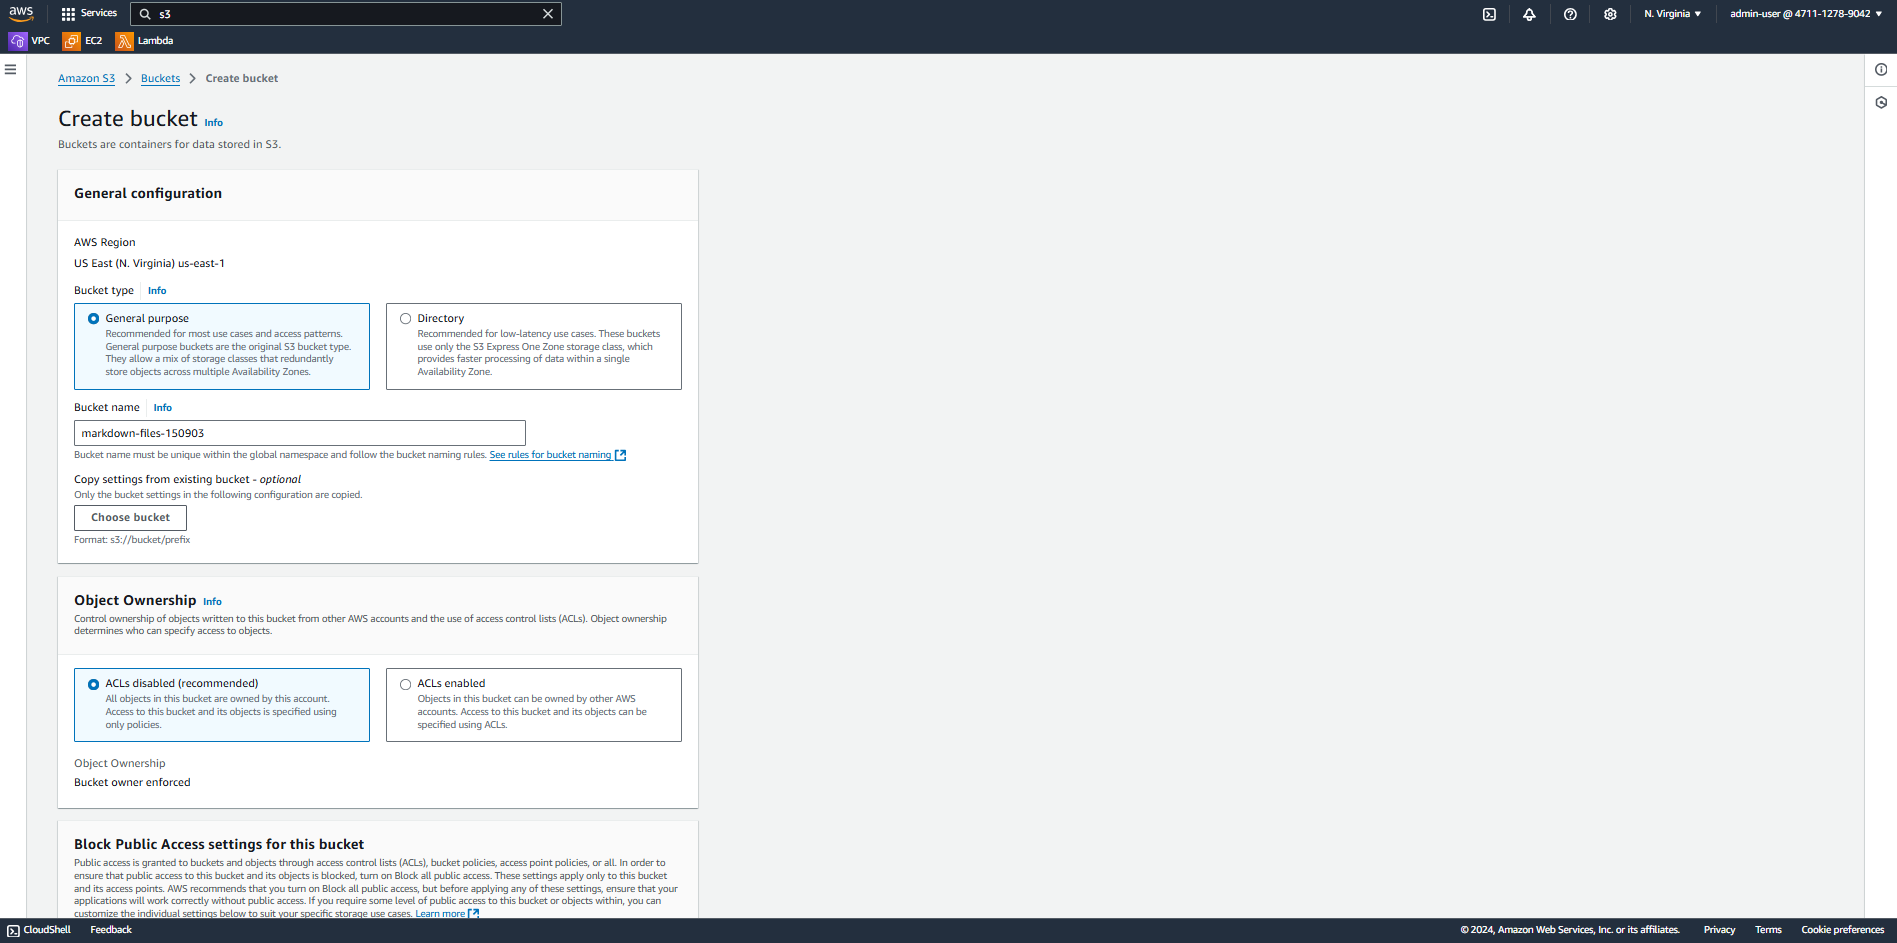 aws
Services
s3
N. Virginia
admin-user @ 4711-1278-9042
VPC
EC2
Lambda
Amazon S3
Buckets
Create bucket
Create bucket Info
Buckets are containers for data stored in S3.
General configuration
AWS Region
US East (N. Virginia) us-east-1
Bucket type Info
General purpose
Recommended for most use cases and access patterns.
General purpose buckets are the original S3 bucket type.
They allow a mix of storage classes that redundantly
store objects across multiple Availability Zones.
Directory
Recommended for low-latency use cases. These buckets
use only the S3 Express One Zone storage class, which
provides faster processing of data within a single
Availability Zone.
Bucket name Info
markdown-files-150903
Bucket name must be unique within the global namespace and follow the bucket naming rules. See rules for bucket naming
Copy settings from existing bucket - optional
Only the bucket settings in the following configuration are copied.
Choose bucket
Format: s3://bucket/prefix
Object Ownership Info
Control ownership of objects written to this bucket from other AWS accounts and the use of access control lists (ACLs). Object ownership
determines who can specify access to objects.
ACLs disabled (recommended)
All objects in this bucket are owned by this account.
Access to this bucket and its objects is specified using
only policies.
ACLs enabled
Objects in this bucket can be owned by other AWS
accounts. Access to this bucket and its objects can be
specified using ACLs.
Object Ownership
Bucket owner enforced
Block Public Access settings for this bucket
Public access is granted to buckets and objects through access control lists (ACLs), bucket policies, access point policies, or all. In order to
ensure that public access to this bucket and its objects is blocked, turn on Block all public access. These settings apply only to this bucket
and its access points. AWS recommends that you turn on Block all public access, but before applying any of these settings, ensure that your
applications will work correctly without public access. If you require some level of public access to this bucket or objects within, you can
customize the individual settings below to suit your specific storage use cases. Learn more
CloudShell
Feedback
© 2024, Amazon Web Services, Inc. or its affiliates.
Privacy
Terms
Cookie preferences